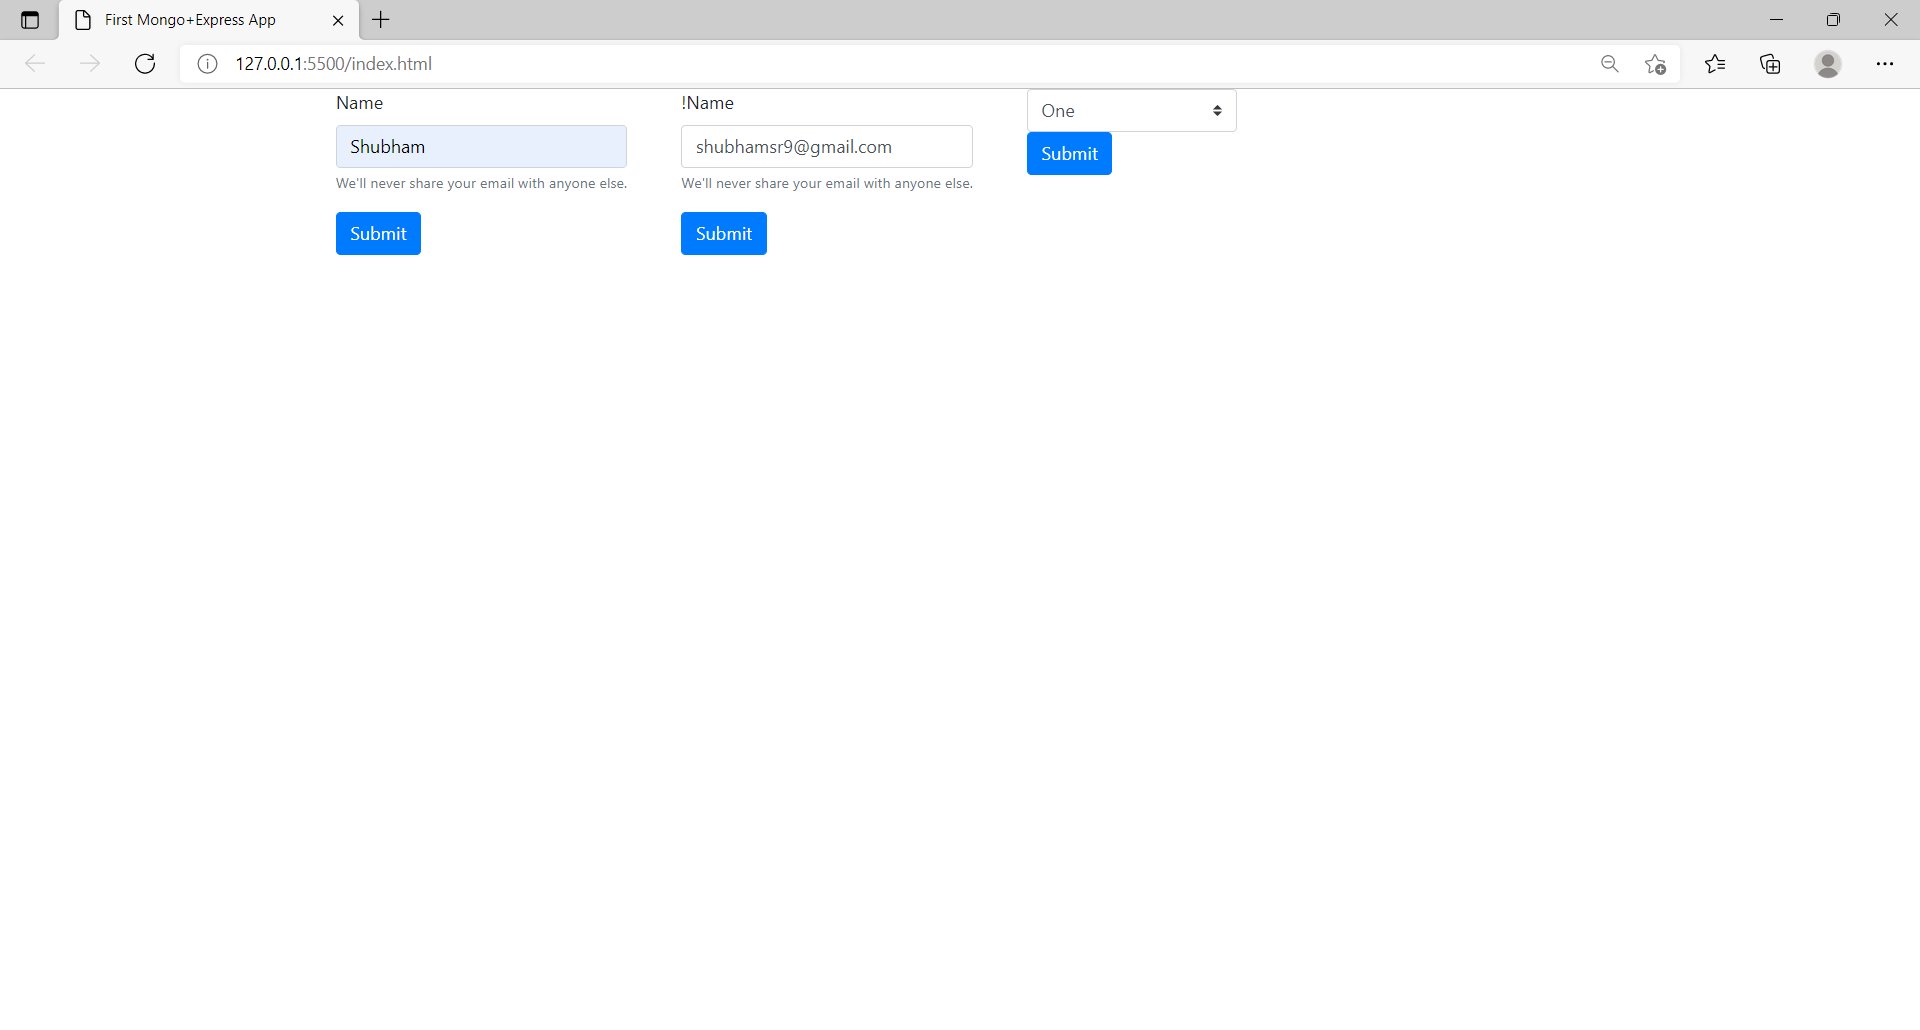 First Mongo+Express App
127.0.0.1:5500/index.html
Name
Shubham
We'll never share your email with anyone else.
Submit
!Name
shubhamsr9@gmail.com
We'll never share your email with anyone else.
Submit
One
Submit